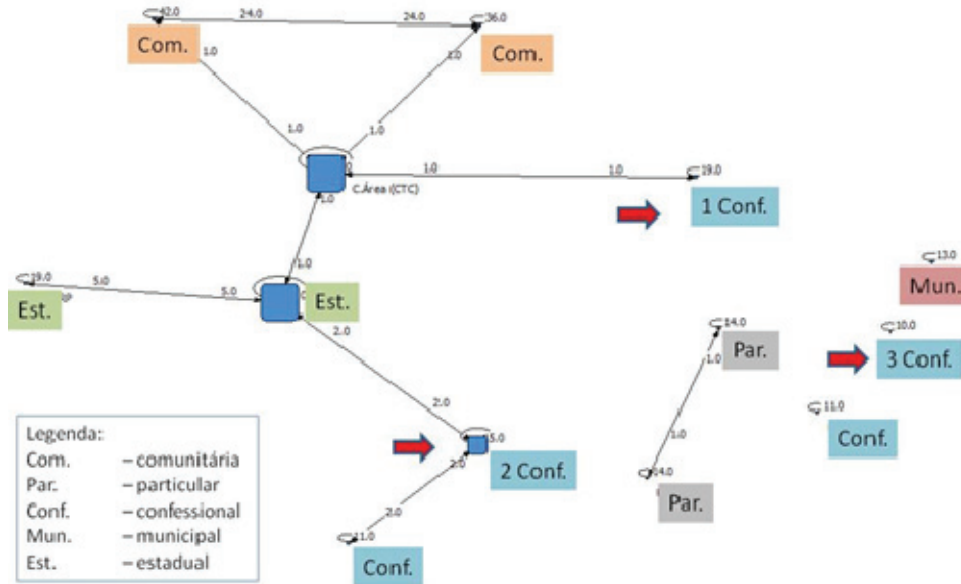 42.0 24.0 24.0 36.0
Com.
Com.
1.0 1.0
1.0 1.0
C.Área I(CTC)
1.0 1.0 19.0
1 Conf.
1.0
1.0
19.0 5.0 5.0
Est.
Est.
13.0
Mun.
2.0
2.0
14.0
Par.
1.0
1.0
14.0
Par.
10.0
3 Conf.
11.0
Conf.
15.0
2 Conf.
2.0
2.0
11.0
Conf.
Legenda:
Com. – comunitária
Par. – particular
Conf. – confessional
Mun. – municipal
Est. – estadual